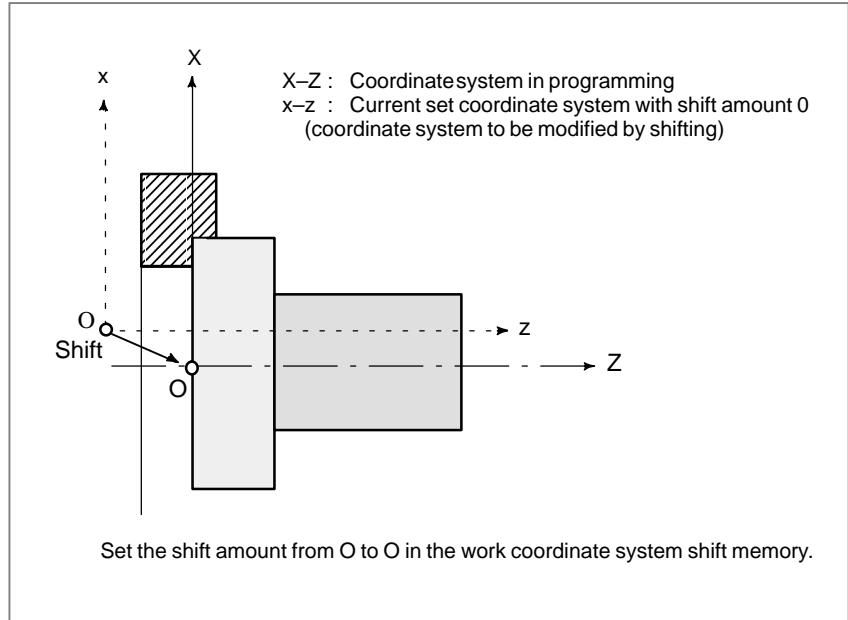 X
x
X–Z : Coordinate system in programming
x–z : Current set coordinate system with shift amount 0
(coordinate system to be modified by shifting)
O
z
Shift
Z
O
Set the shift amount from O to O in the work coordinate system shift memory.